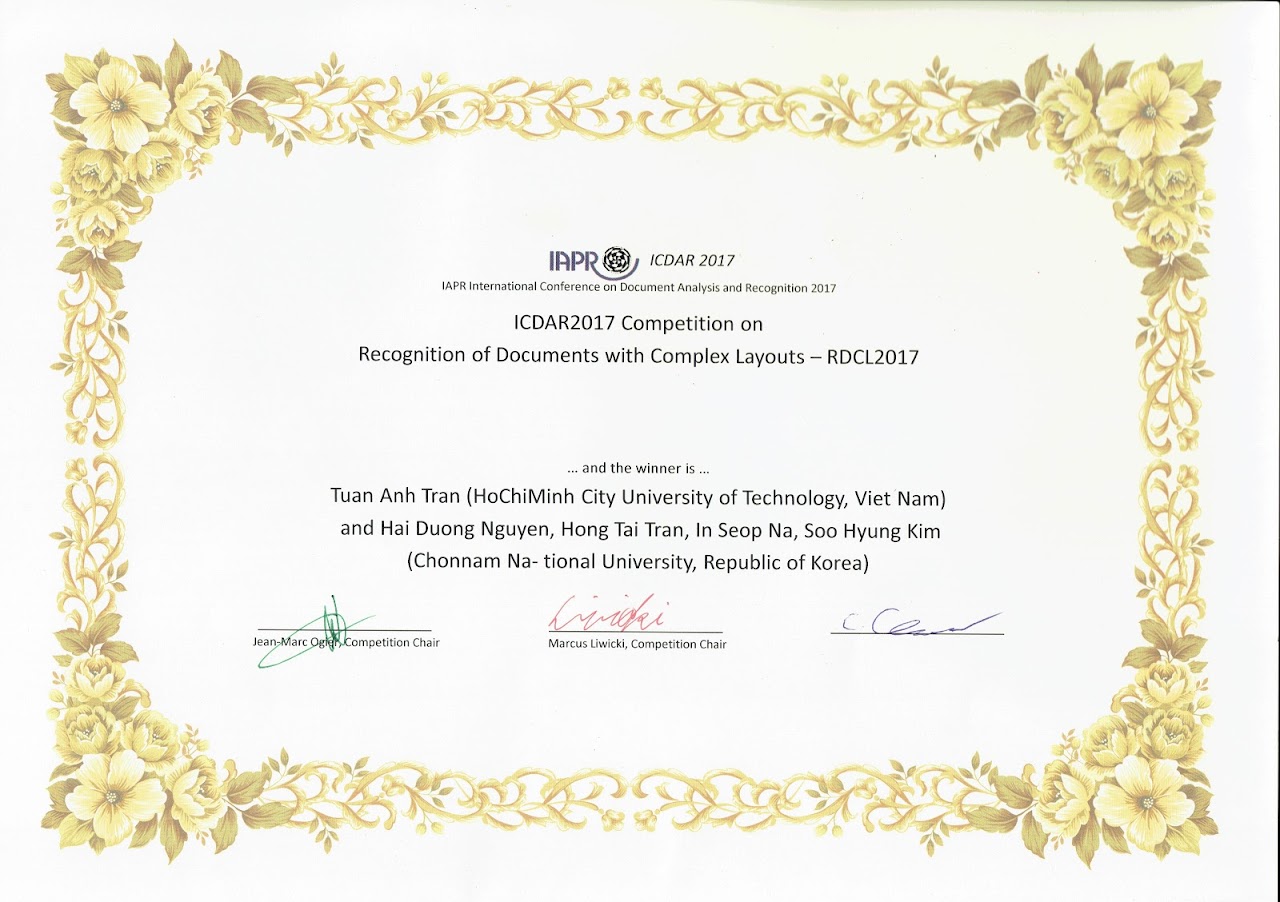 IAPR ICDAR 2017
IAPR International Conference on Document Analysis and Recognition 2017
ICDAR2017 Competition on
Recognition of Documents with Complex Layouts – RDCL2017
... and the winner is ...
Tuan Anh Tran (HoChiMinh City University of Technology, Viet Nam)
and Hai Duong Nguyen, Hong Tai Tran, In Seop Na, Soo Hyung Kim
(Chonnam Na- tional University, Republic of Korea)
Liwicki
Jean-Marc Ogier, Competition Chair
Marcus Liwicki, Competition Chair